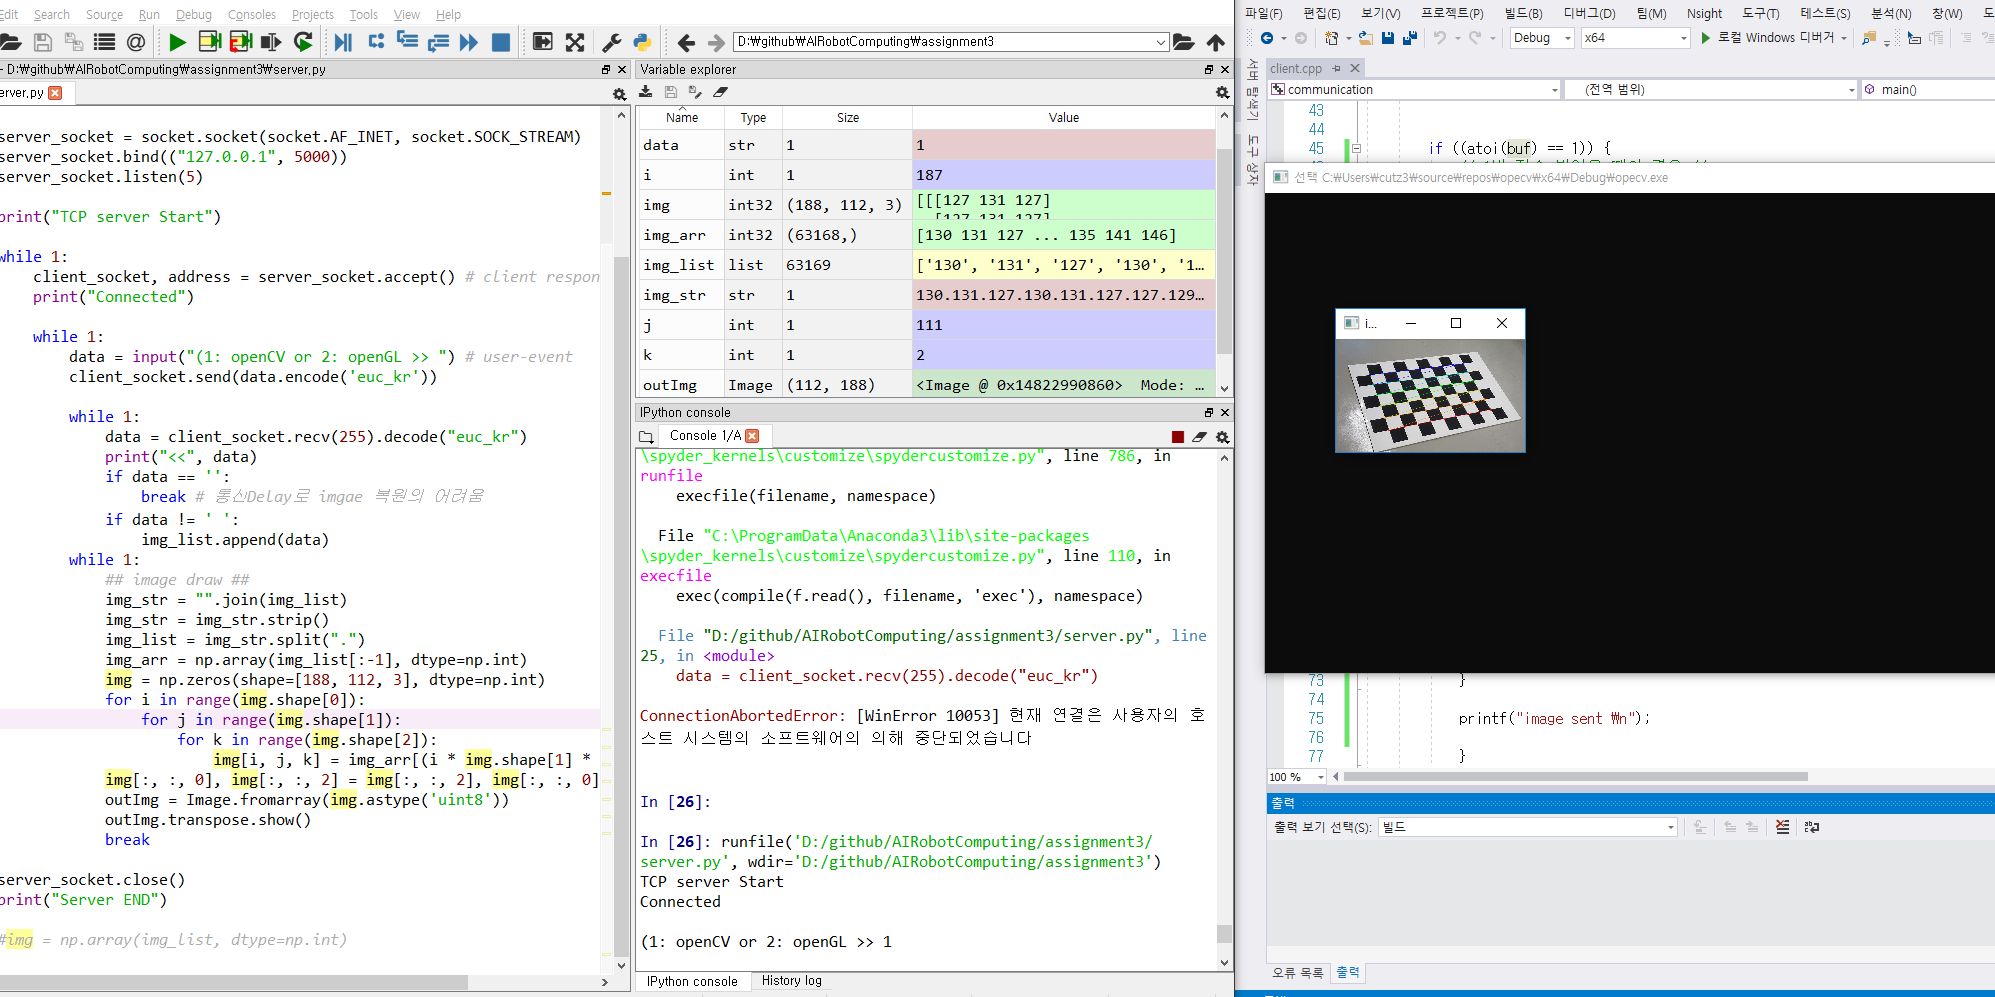 Edit Search Source Run Debug Consoles Projects Tools View Help
D:₩github₩AIRobotComputing₩assignment3
- D:₩github₩AIRobotComputing₩assignment3₩server.py
erver.py
server_socket = socket.socket(socket.AF_INET, socket.SOCK_STREAM)
server_socket.bind(("127.0.0.1", 5000))
server_socket.listen(5)
print("TCP server Start")
while 1:
client_socket, address = server_socket.accept() # client respon
print("Connected")
while 1:
data = input("(1: openCV or 2: openGL >> ") # user-event
client_socket.send(data.encode('euc_kr'))
while 1:
data = client_socket.recv(255).decode("euc_kr")
print("<<", data)
if data == '':
break # 통신Delay로 imgae 복원의 어려움
if data != ' ':
img_list.append(data)
while 1:
## image draw ##
img_str = "".join(img_list)
img_str = img_str.strip()
img_list = img_str.split(".")
img_arr = np.array(img_list[:-1], dtype=np.int)
img = np.zeros(shape=[188, 112, 3], dtype=np.int)
for i in range(img.shape[0]):
for j in range(img.shape[1]):
for k in range(img.shape[2]):
img[i, j, k] = img_arr[(i * img.shape[1] *
img[:, :, 0], img[:, :, 2] = img[:, :, 2], img[:, :, 0]
outImg = Image.fromarray(img.astype('uint8'))
outImg.transpose.show()
break
server_socket.close()
print("Server END")
#img = np.array(img_list, dtype=np.int)
Variable explorer
Name Type Size Value
data str 1 1
i int 1 187
img int32 (188, 112, 3) [[[127 131 127]
[127 131 127]
img_arr int32 (63168,) [130 131 127 ... 135 141 146]
img_list list 63169 ['130', '131', '127', '130', '1...
img_str str 1 130.131.127.130.131.127.127.129...
j int 1 111
k int 1 2
outImg Image (112, 188) <Image @ 0x14822990860> Mode: ...
IPython console
Console 1/A
\spyder_kernels\customize\spydercustomize.py", line 786, in
runfile
execfile(filename, namespace)
File "C:\ProgramData\Anaconda3\lib\site-packages
\spyder_kernels\customize\spydercustomize.py", line 110, in
execfile
exec(compile(f.read(), filename, 'exec'), namespace)
File "D:/github/AIRobotComputing/assignment3/server.py", line
25, in <module>
data = client_socket.recv(255).decode("euc_kr")
ConnectionAbortedError: [WinError 10053] 현재 연결은 사용자의 호
스트 시스템의 소프트웨어의 의해 중단되었습니다
In [26]:
In [26]: runfile('D:/github/AIRobotComputing/assignment3/
server.py', wdir='D:/github/AIRobotComputing/assignment3')
TCP server Start
Connected
(1: openCV or 2: openGL >> 1
IPython console History log
파일(F) 편집(E) 보기(V) 프로젝트(P) 빌드(B) 디버그(D) 팀(M) Nsight 도구(T) 테스트(S) 분석(N) 창(W) 도
Debug x64 로컬 Windows 디버거
서버 탐색기
도구 상자
client.cpp
communication (전역 범위) main()
43
44
45 if ((atoi(buf) == 1)) {
선택 C:₩Users₩cutz3₩source₩repos₩opecv₩x64₩Debug₩opecv.exe
i...
73 }
74
75 printf("image sent ₩n");
76
77 }
100 %
출력
출력 보기 선택(S): 빌드
오류 목록 출력